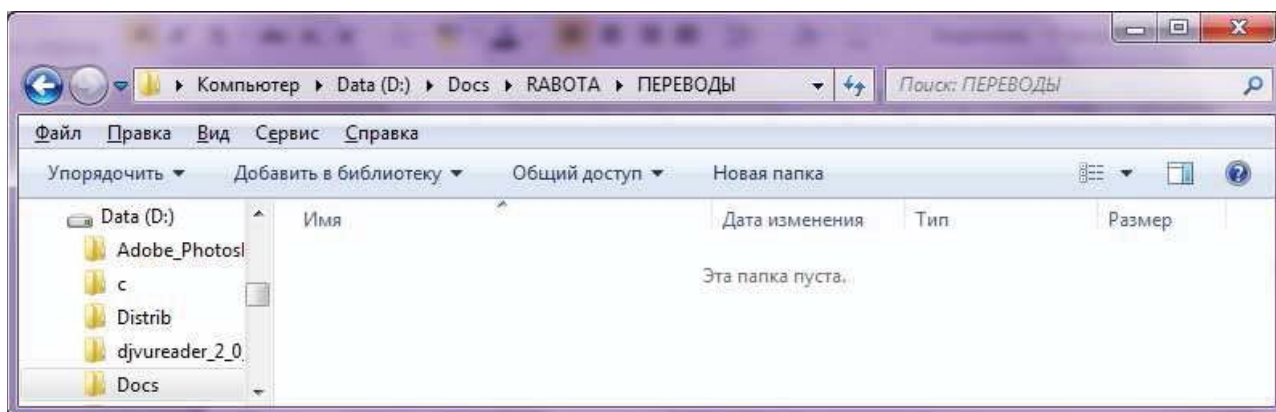 Компьютер ▸ Data (D:) ▸ Docs ▸ RABOTA ▸ ПЕРЕВОДЫ Поиск: ПЕРЕВОДЫ
Файл Правка Вид Сервис Справка
Упорядочить Добавить в библиотеку Общий доступ Новая папка
Data (D:) Имя Дата изменения Тип Размер
Adobe_Photosl
Эта папка пуста.
c
Distrib
djvureader_2_0_
Docs